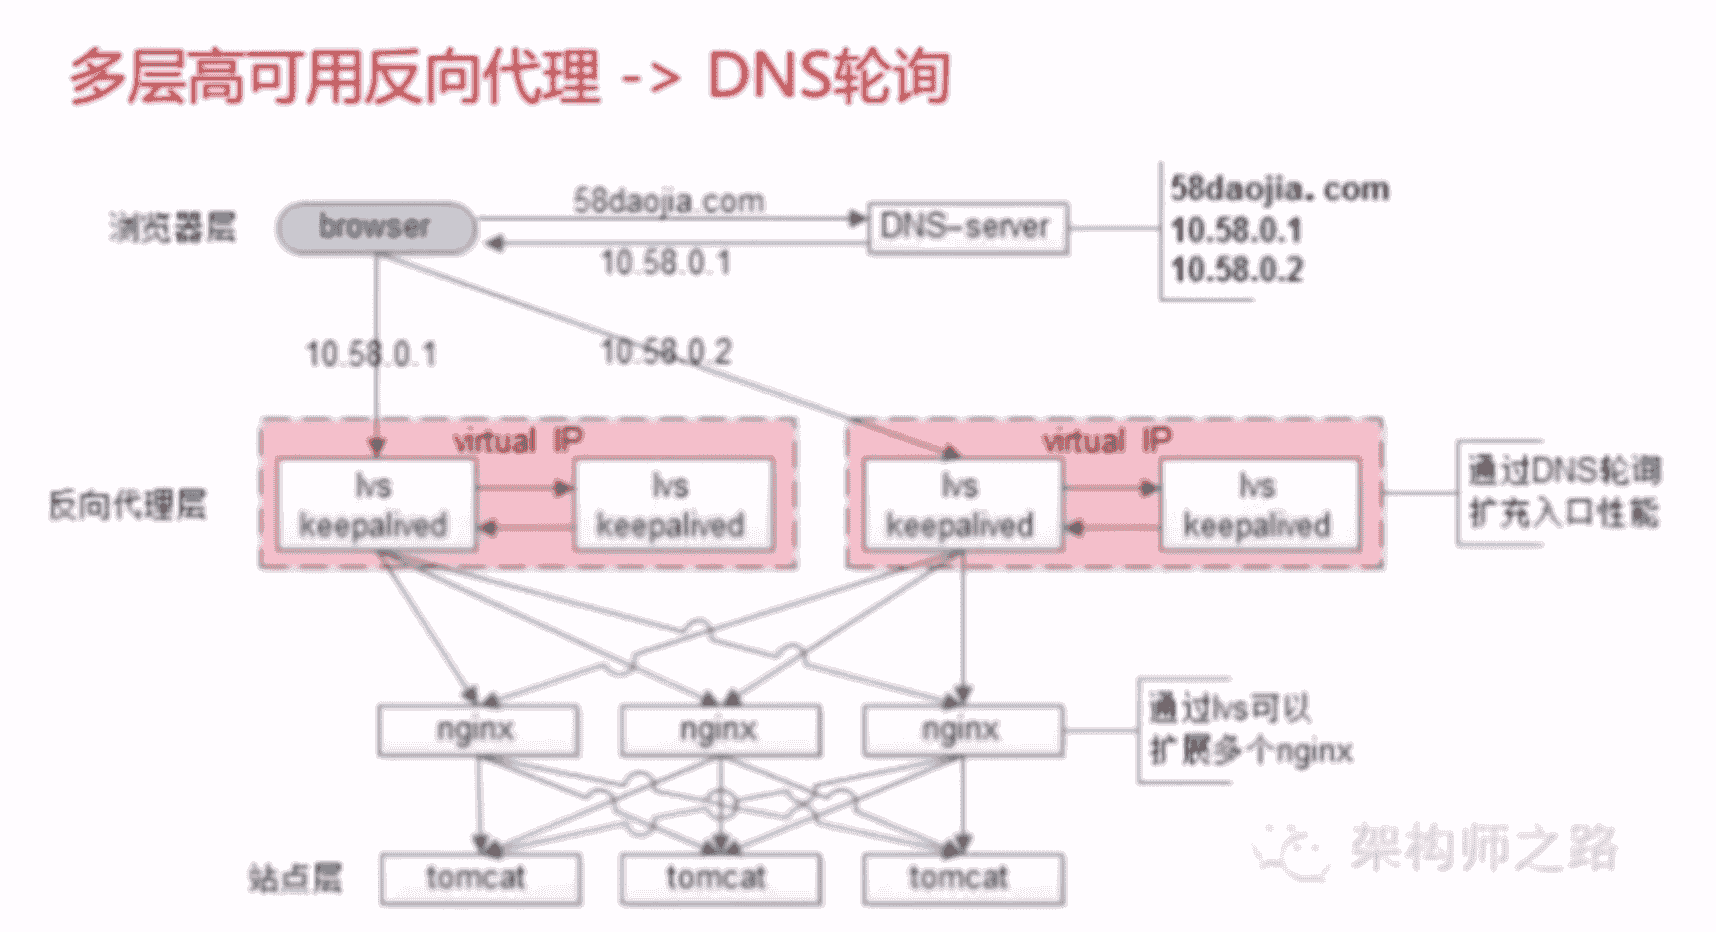 多层高可用反向代理 -> DNS轮询
58daojia.com
58daojia.com
浏览器层
browser
DNS-server
10.58.0.1
10.58.0.1
10.58.0.2
10.58.0.1
10.58.0.2
virtual IP
virtual IP
反向代理层
lvs
keepalived
lvs
keepalived
lvs
keepalived
lvs
keepalived
通过DNS轮询
扩充入口性能
nginx
nginx
nginx
通过lvs可以
扩展多个nginx
站点层
tomcat
tomcat
tomcat
架构师之路